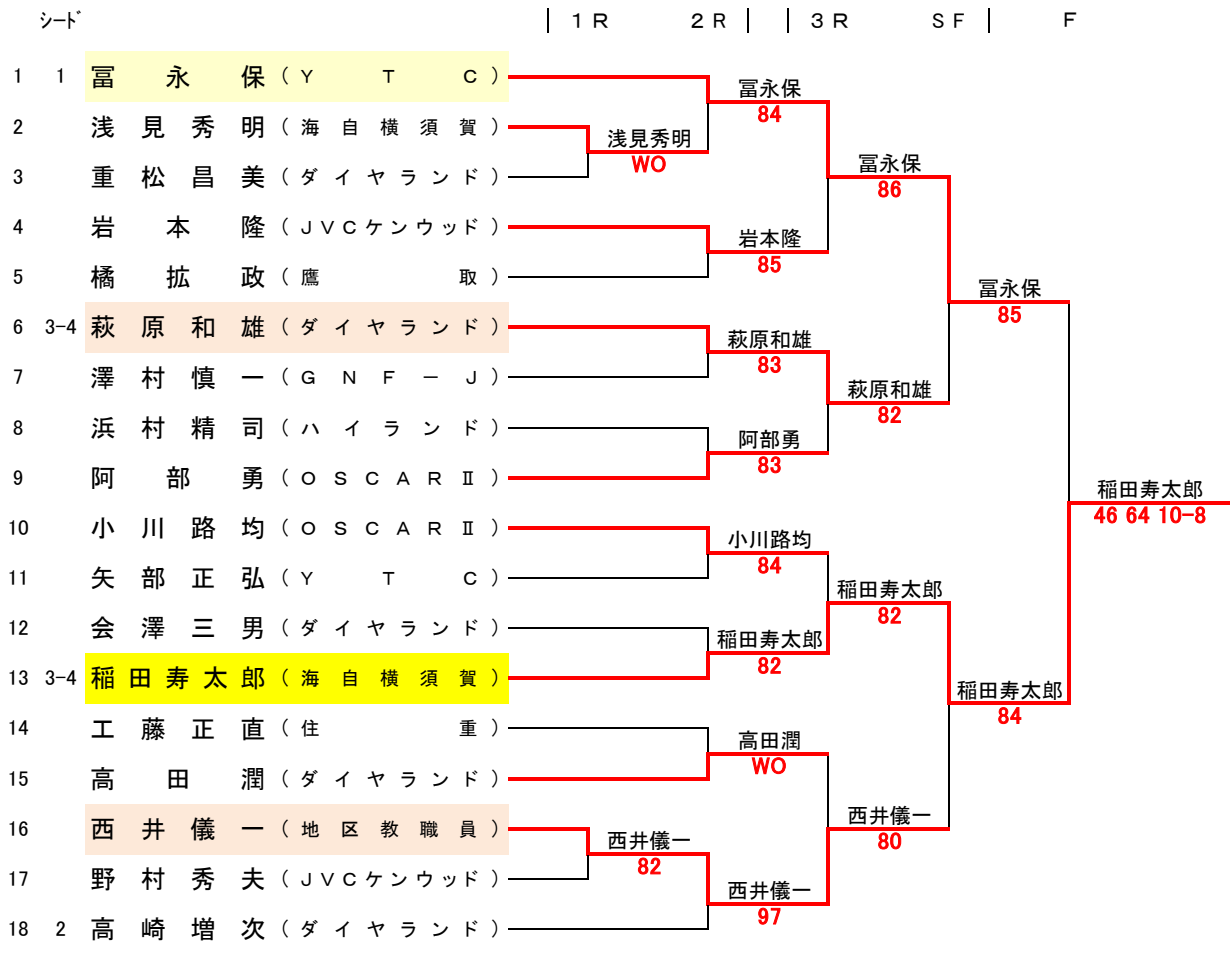 シード 1R 2R 3R SF F
1 1 冨永保(YTC)
冨永保
84
2 浅見秀明(海自横須賀)
浅見秀明
WO
3 重松昌美(ダイヤランド)
冨永保
86
4 岩本隆(JVCケンウッド)
岩本隆
85
5 橘拡政(鷹取)
冨永保
85
6 3-4 萩原和雄(ダイヤランド)
萩原和雄
83
7 澤村慎一(GNF-J)
萩原和雄
82
8 浜村精司(ハイランド)
阿部勇
83
9 阿部勇(OSCARⅡ)
稲田寿太郎
46 64 10-8
10 小川路均(OSCARⅡ)
小川路均
84
11 矢部正弘(YTC)
稲田寿太郎
82
12 会澤三男(ダイヤランド)
稲田寿太郎
82
13 3-4 稲田寿太郎(海自横須賀)
稲田寿太郎
84
14 工藤正直(住重)
高田潤
WO
15 高田潤(ダイヤランド)
16 西井儀一(地区教職員)
西井儀一
80
西井儀一
82
17 野村秀夫(JVCケンウッド)
西井儀一
97
18 2 高崎増次(ダイヤランド)